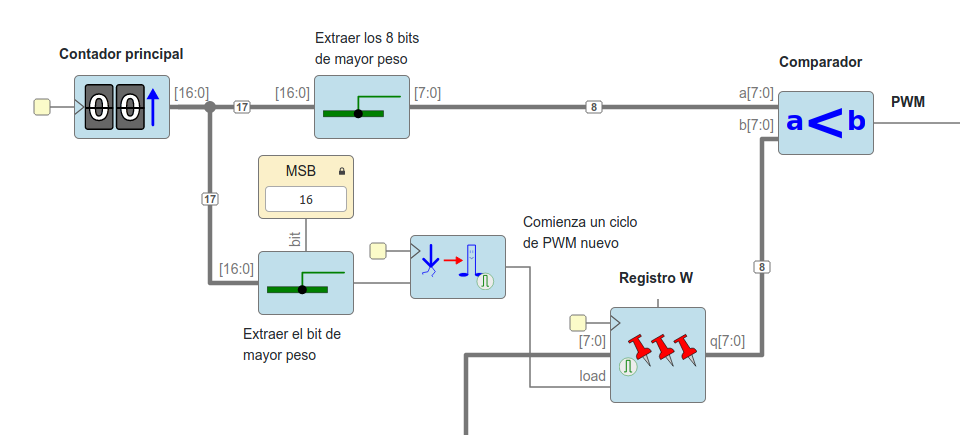 Extraer los 8 bits
de mayor peso
Contador principal
Comparador
00
[16:0]
17
[16:0]
[7:0]
8
a[7:0]
b[7:0]
a<b
PWM
MSB
16
17
bit
[16:0]
Extraer el bit de
mayor peso
Comienza un ciclo
de PWM nuevo
8
Registro W
[7:0]
load
q[7:0]